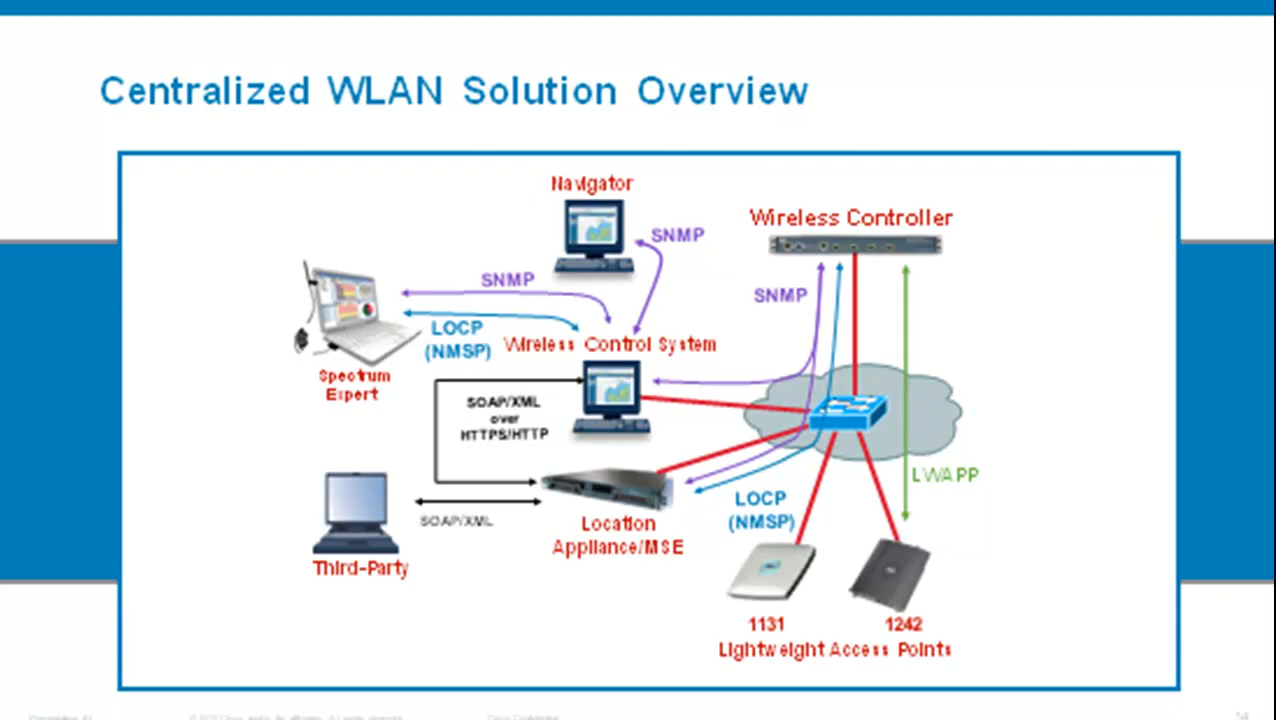 Centralized WLAN Solution Overview
Navigator
Wireless Controller
SNMP
SNMP
SNMP
LOCP
(NMSP)
Wireless Control System
Spectrum
Expert
SOAP/XML
over
HTTPS/HTTP
LWAPP
LOCP
(NMSP)
SOAP/XML
Location
Appliance/MSE
Third-Party
1131
1242
Lightweight Access Points